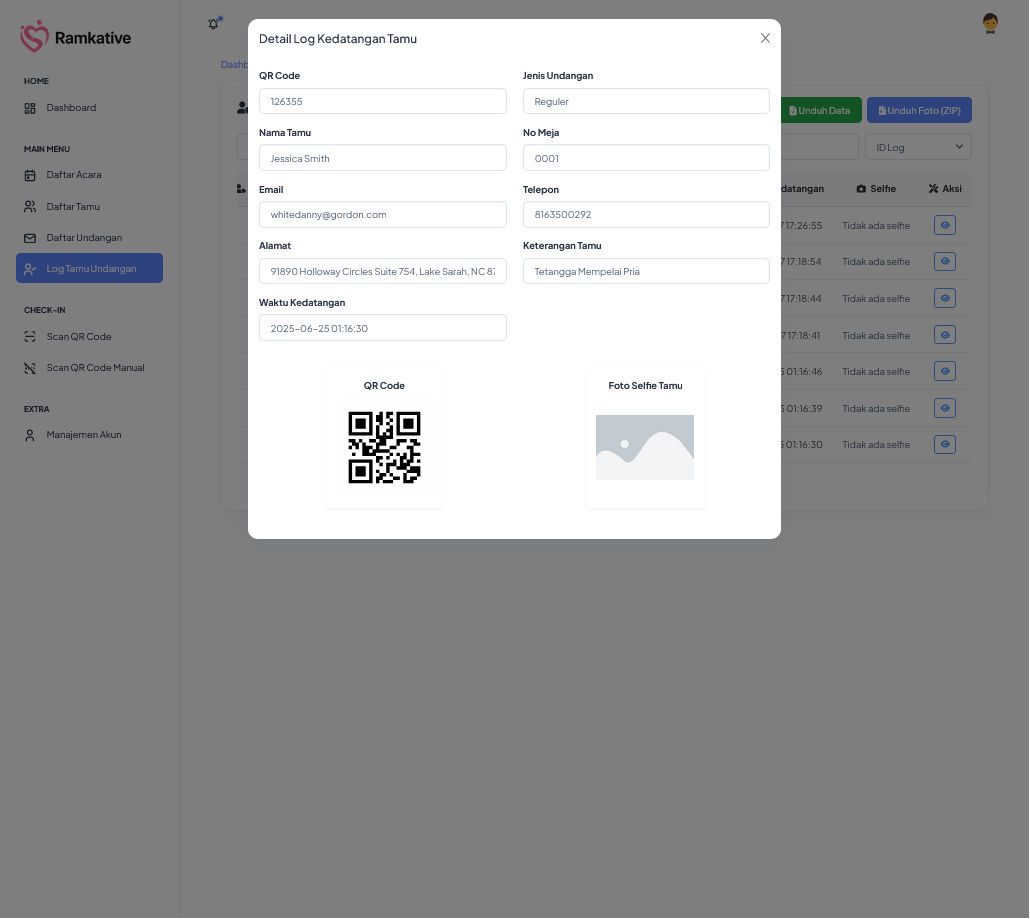 Ramkative
HOME
Dashboard
MAIN MENU
Daftar Acara
Daftar Tamu
Daftar Undangan
Log Tamu Undangan
CHECK-IN
Scan QR Code
Scan QR Code Manual
EXTRA
Manajemen Akun
Dashb
Detail Log Kedatangan Tamu
QR Code
126355
Jenis Undangan
Reguler
Nama Tamu
Jessica Smith
No Meja
0001
Email
whitedanny@gordon.com
Telepon
8163500292
Alamat
91890 Holloway Circles Suite 754, Lake Sarah, NC 87
Keterangan Tamu
Tetangga Mempelai Pria
Waktu Kedatangan
2025-06-25 01:16:30
QR Code
Foto Selfie Tamu
Unduh Data
Unduh Foto (ZIP)
ID Log
datangan Selfie Aksi
7 17:26:55 Tidak ada selfie
7 17:18:54 Tidak ada selfie
7 17:18:44 Tidak ada selfie
7 17:18:41 Tidak ada selfie
5 01:16:46 Tidak ada selfie
5 01:16:39 Tidak ada selfie
5 01:16:30 Tidak ada selfie